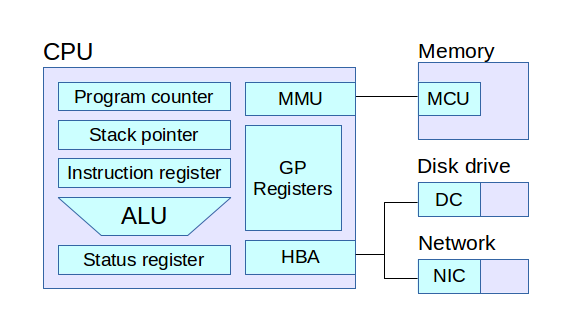 CPU
Program counter
Stack pointer
Instruction register
ALU
Status register
MMU
GP
Registers
HBA
Memory
MCU
Disk drive
DC
Network
NIC